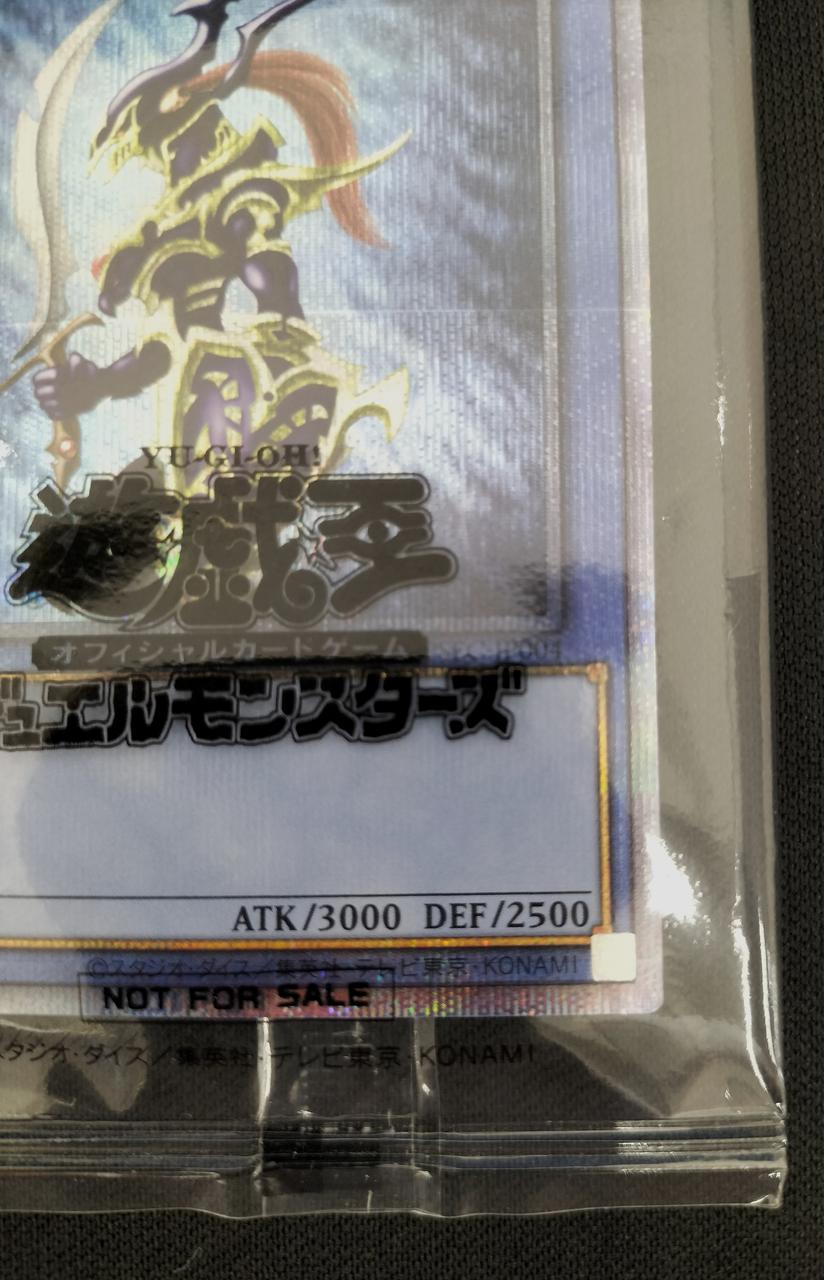 YU-GI-OH!
遊戯王
オフィシャルカードゲーム
デュエルモンスターズ
ATK/3000 DEF/2500
©スタジオ・ダイス／集英社・テレビ東京・KONAMI
NOT FOR SALE
スタジオ・ダイス／集英社・テレビ東京・KONAMI